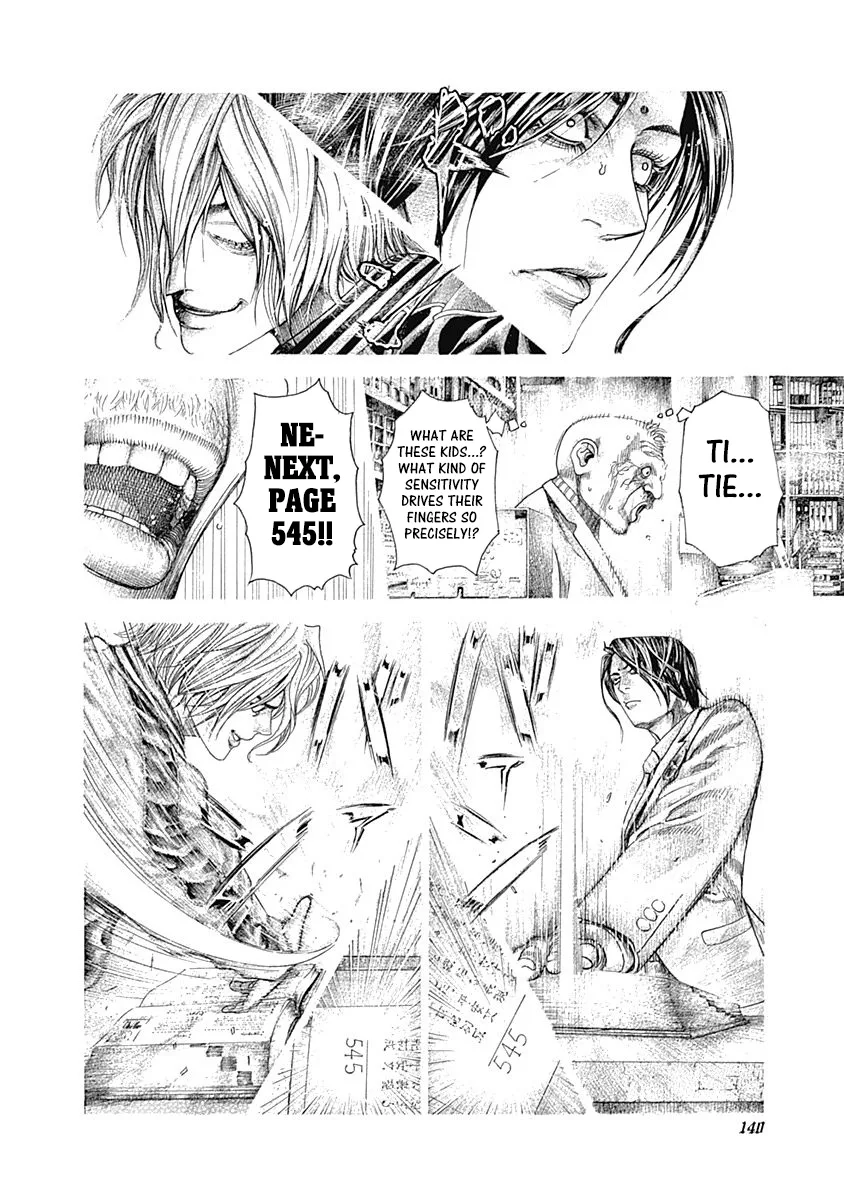 TI...
TIE...
WHAT ARE
THESE KIDS...?
WHAT KIND OF
SENSITIVITY
DRIVES THEIR
FINGERS SO
PRECISELY!?
NE-
NEXT,
PAGE
545!!
545
545
140